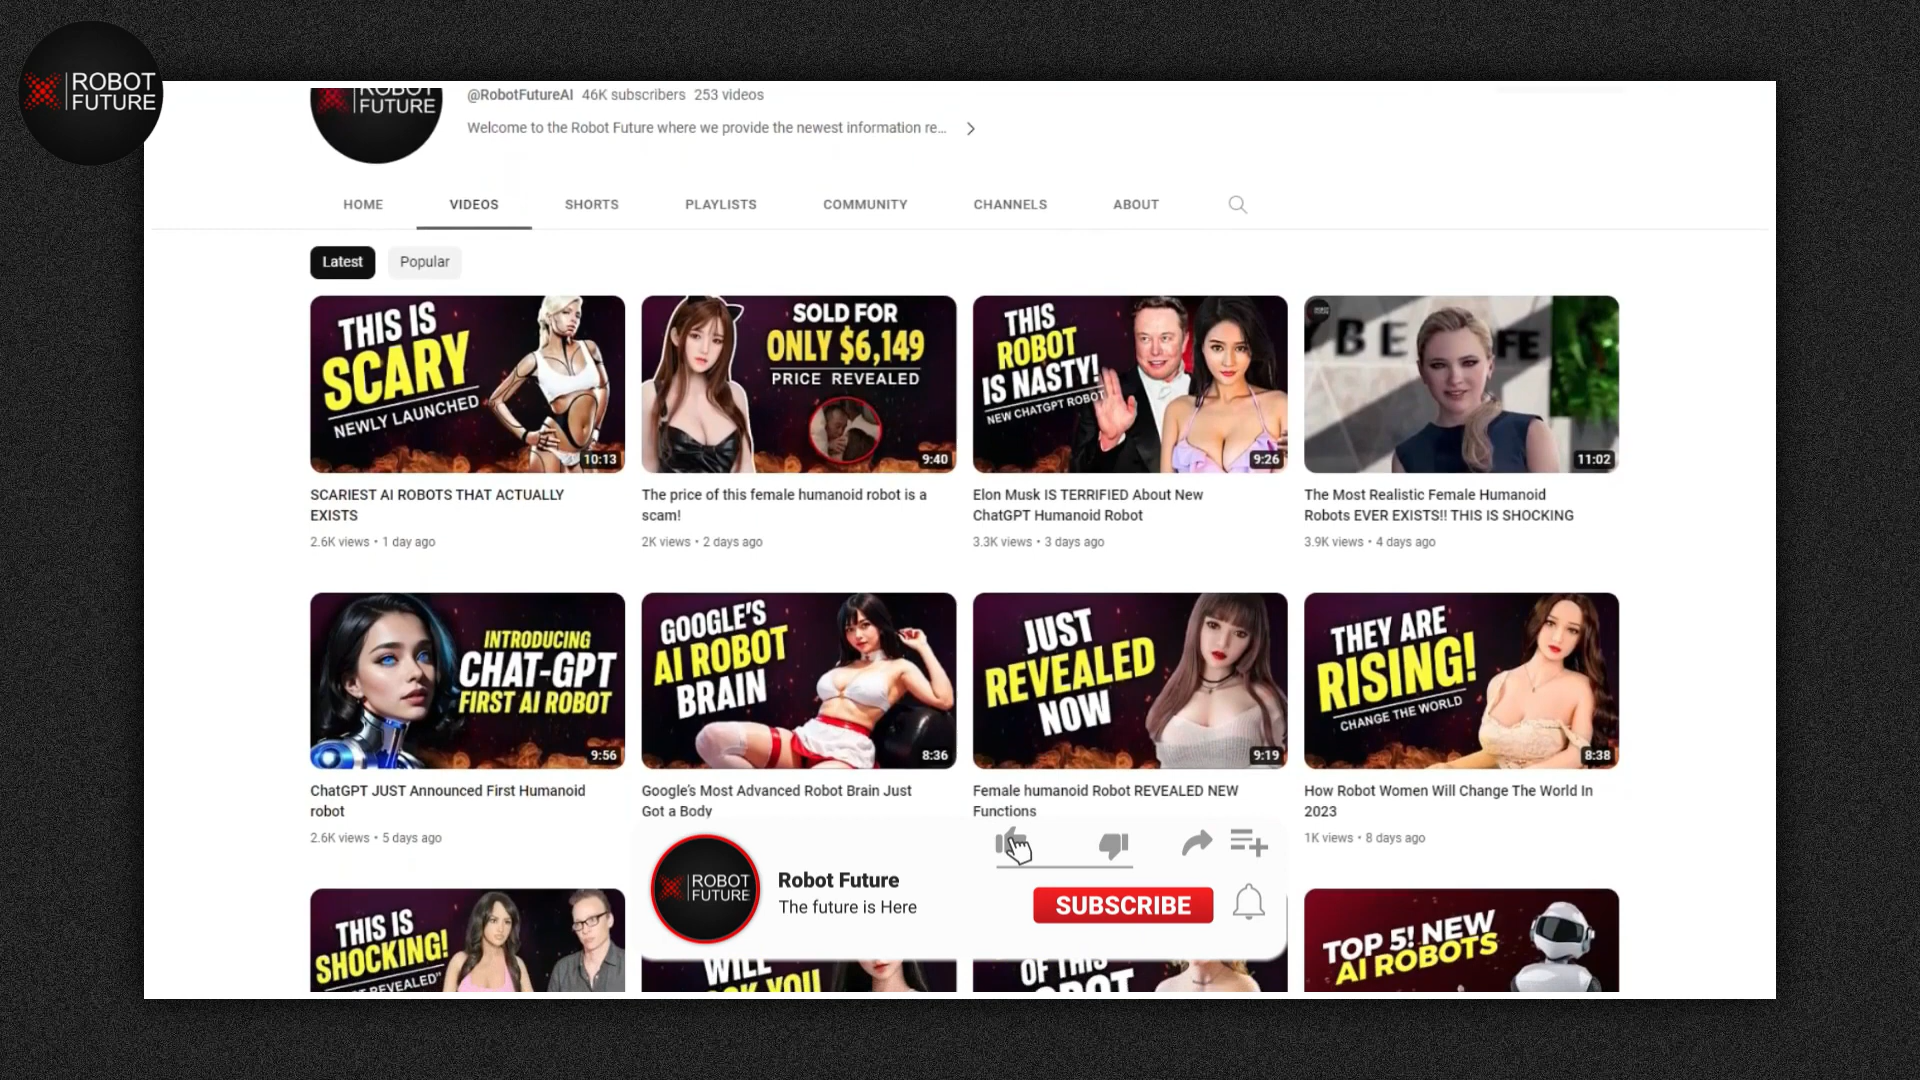 ROBOT
FUTURE
ROBOT
FUTURE
@RobotFutureAI 46K subscribers 253 videos
Welcome to the Robot Future where we provide the newest information re...
HOME VIDEOS SHORTS PLAYLISTS COMMUNITY CHANNELS ABOUT
Latest Popular
THIS IS
SCARY
NEWLY LAUNCHED
10:13
SOLD FOR
ONLY $6,149
PRICE REVEALED
9:40
THIS
ROBOT
IS NASTY!
NEW CHATGPT ROBOT
9:26
BE FE
11:02
SCARIEST AI ROBOTS THAT ACTUALLY
EXISTS
2.6K views • 1 day ago
The price of this female humanoid robot is a
scam!
2K views • 2 days ago
Elon Musk IS TERRIFIED About New
ChatGPT Humanoid Robot
3.3K views • 3 days ago
The Most Realistic Female Humanoid
Robots EVER EXISTS!! THIS IS SHOCKING
3.9K views • 4 days ago
INTRODUCING
CHAT-GPT
FIRST AI ROBOT
9:56
GOOGLE'S
AI ROBOT
BRAIN
8:36
JUST
REVEALED
NOW
9:19
THEY ARE
RISING!
CHANGE THE WORLD
8:38
ChatGPT JUST Announced First Humanoid
robot
2.6K views • 5 days ago
Google's Most Advanced Robot Brain Just
Got a Body
Female humanoid Robot REVEALED NEW
Functions
How Robot Women Will Change The World In
2023
1K views • 8 days ago
ROBOT
FUTURE
Robot Future
The future is Here
SUBSCRIBE
THIS IS
SHOCKING!
REVEALED"
WILL
YOU
OF THIS
TOP 5! NEW
AI ROBOTS